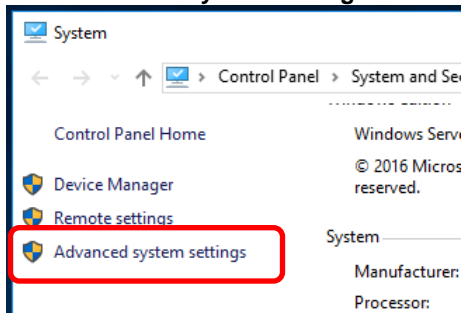 System
Control Panel > System and Se
Control Panel Home
Device Manager
Remote settings
Advanced system settings
Windows Serv
© 2016 Micros
reserved.
System
Manufacturer:
Processor: